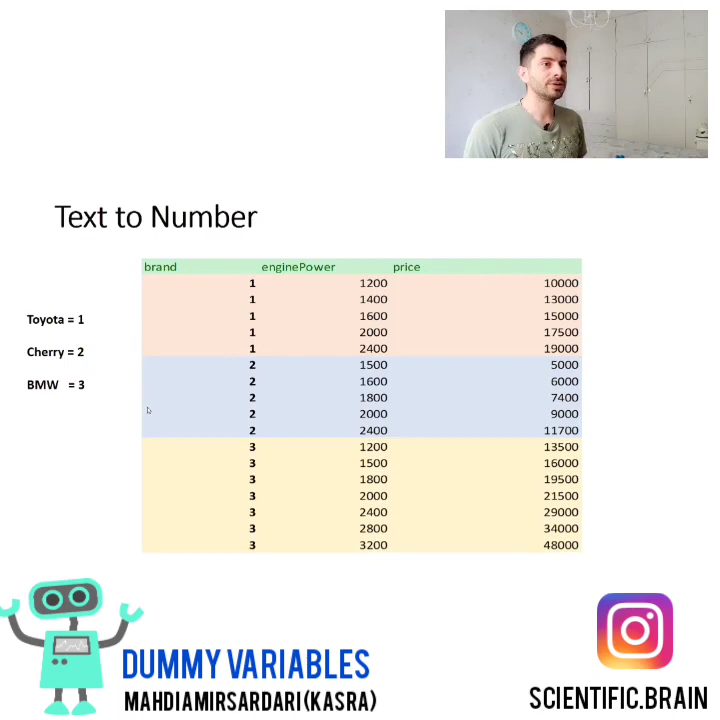 Text to Number
brand enginePower price
1 1200 10000
1 1400 13000
1 1600 15000
1 2000 17500
1 2400 19000
2 1500 5000
2 1600 6000
2 1800 7400
2 2000 9000
2 2400 11700
3 1200 13500
3 1500 16000
3 1800 19500
3 2000 21500
3 2400 29000
3 2800 34000
3 3200 48000
Toyota = 1
Cherry = 2
BMW = 3
DUMMY VARIABLES
MAHDIAMIRSARDARI(KASRA)
SCIENTIFIC.BRAIN